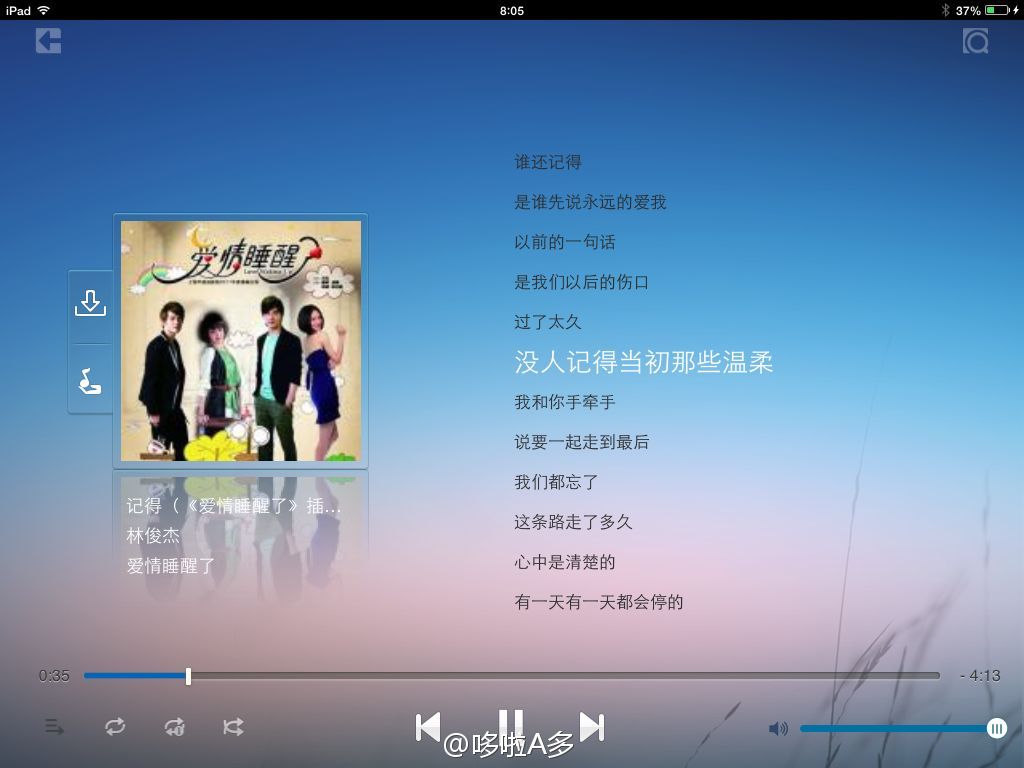 iPad
8:05
37%
谁还记得
是谁先说永远的爱我
以前的一句话
是我们以后的伤口
过了太久
没人记得当初那些温柔
我和你手牵手
说要一起走到最后
我们都忘了
这条路走了多久
心中是清楚的
有一天有一天都会停的
爱情睡醒了
记得（《爱情睡醒了》插...
林俊杰
爱情睡醒了
0:35
- 4:13
@哆啦A多